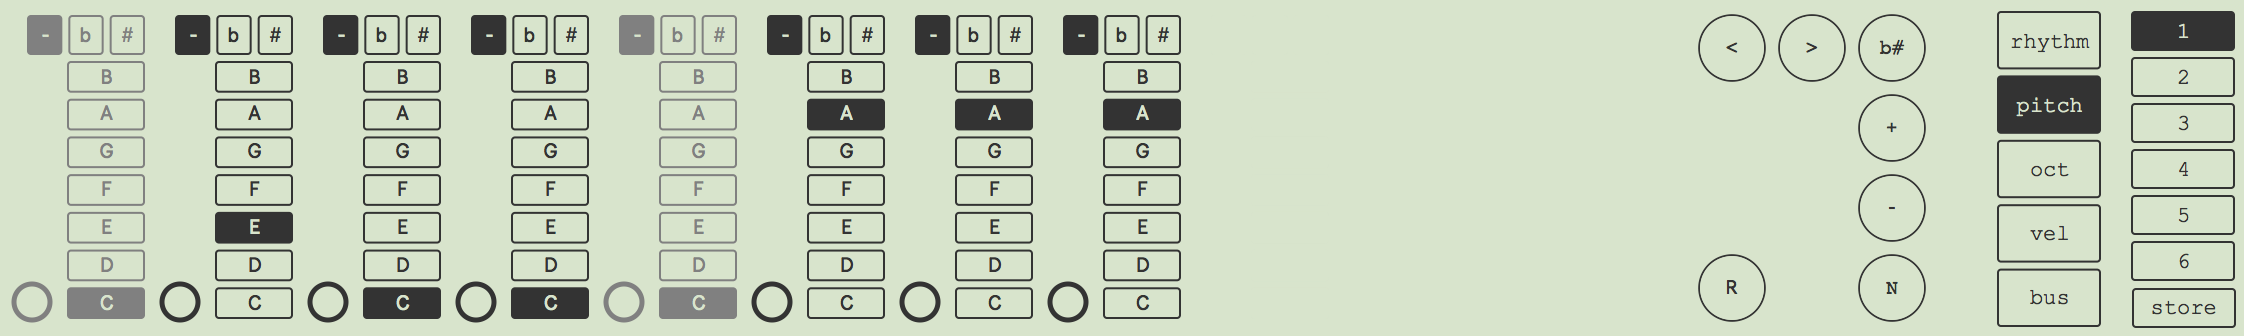 - b # - b # - b # - b # - b # - b # - b # - b #
B B B B B B B B
A A A A A A A A
G G G G G G G G
F F F F F F F F
E E E E E E E E
D D D D D D D D
C C C C C C C C
< > b#
+
-
R N
rhythm
pitch
oct
vel
bus
1
2
3
4
5
6
store